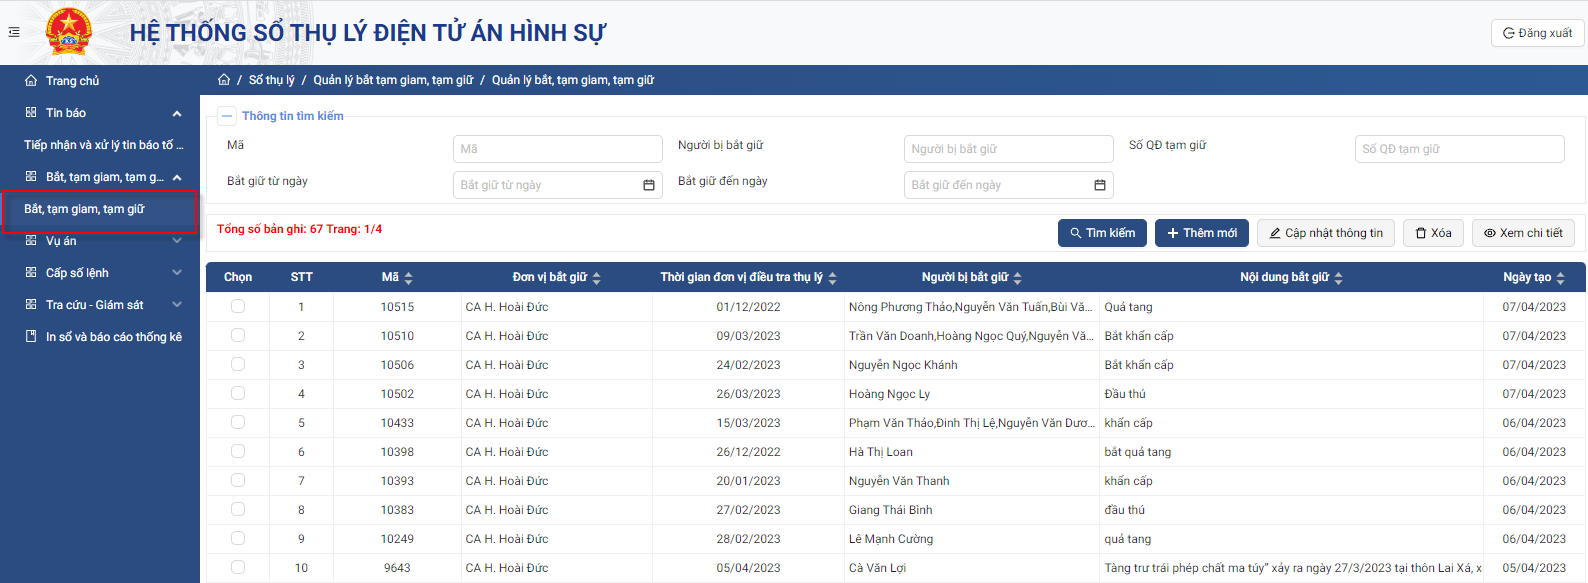 HỆ THỐNG SỔ THỤ LÝ ĐIỆN TỬ ÁN HÌNH SỰ
Đăng xuất
Trang chủ
Tin báo
Tiếp nhận và xử lý tin báo tố ...
Bắt, tạm giam, tạm g...
Bắt, tạm giam, tạm giữ
Vụ án
Cấp số lệnh
Tra cứu - Giám sát
In sổ và báo cáo thống kê
/ Sổ thụ lý / Quản lý bắt tạm giam, tạm giữ / Quản lý bắt, tạm giam, tạm giữ
Thông tin tìm kiếm
Mã Mã Người bị bắt giữ Người bị bắt giữ Số QĐ tạm giữ Số QĐ tạm giữ
Bắt giữ từ ngày Bắt giữ từ ngày Bắt giữ đến ngày Bắt giữ đến ngày
Tổng số bản ghi: 67 Trang: 1/4 Tìm kiếm Thêm mới Cập nhật thông tin Xóa Xem chi tiết
Chọn STT Mã Đơn vị bắt giữ Thời gian đơn vị điều tra thụ lý Người bị bắt giữ Nội dung bắt giữ Ngày tạo
1 10515 CA H. Hoài Đức 01/12/2022 Nông Phương Thảo,Nguyễn Văn Tuấn,Bùi Vă... Quả tang 07/04/2023
2 10510 CA H. Hoài Đức 09/03/2023 Trần Văn Doanh,Hoàng Ngọc Quý,Nguyễn Vă... Bắt khẩn cấp 07/04/2023
3 10506 CA H. Hoài Đức 24/02/2023 Nguyễn Ngọc Khánh Bắt khẩn cấp 07/04/2023
4 10502 CA H. Hoài Đức 26/03/2023 Hoàng Ngọc Ly Đầu thú 07/04/2023
5 10433 CA H. Hoài Đức 15/03/2023 Phạm Văn Thảo,Đinh Thị Lệ,Nguyễn Văn Dươ... khẩn cấp 06/04/2023
6 10398 CA H. Hoài Đức 26/12/2022 Hà Thị Loan bắt quả tang 06/04/2023
7 10393 CA H. Hoài Đức 20/01/2023 Nguyễn Văn Thanh khẩn cấp 06/04/2023
8 10383 CA H. Hoài Đức 27/02/2023 Giang Thái Bình đầu thú 06/04/2023
9 10249 CA H. Hoài Đức 28/02/2023 Lê Mạnh Cường quả tang 06/04/2023
10 9643 CA H. Hoài Đức 05/04/2023 Cà Văn Lợi Tàng trư trái phép chất ma túy” xảy ra ngày 27/3/2023 tại thôn Lai Xá, x 05/04/2023